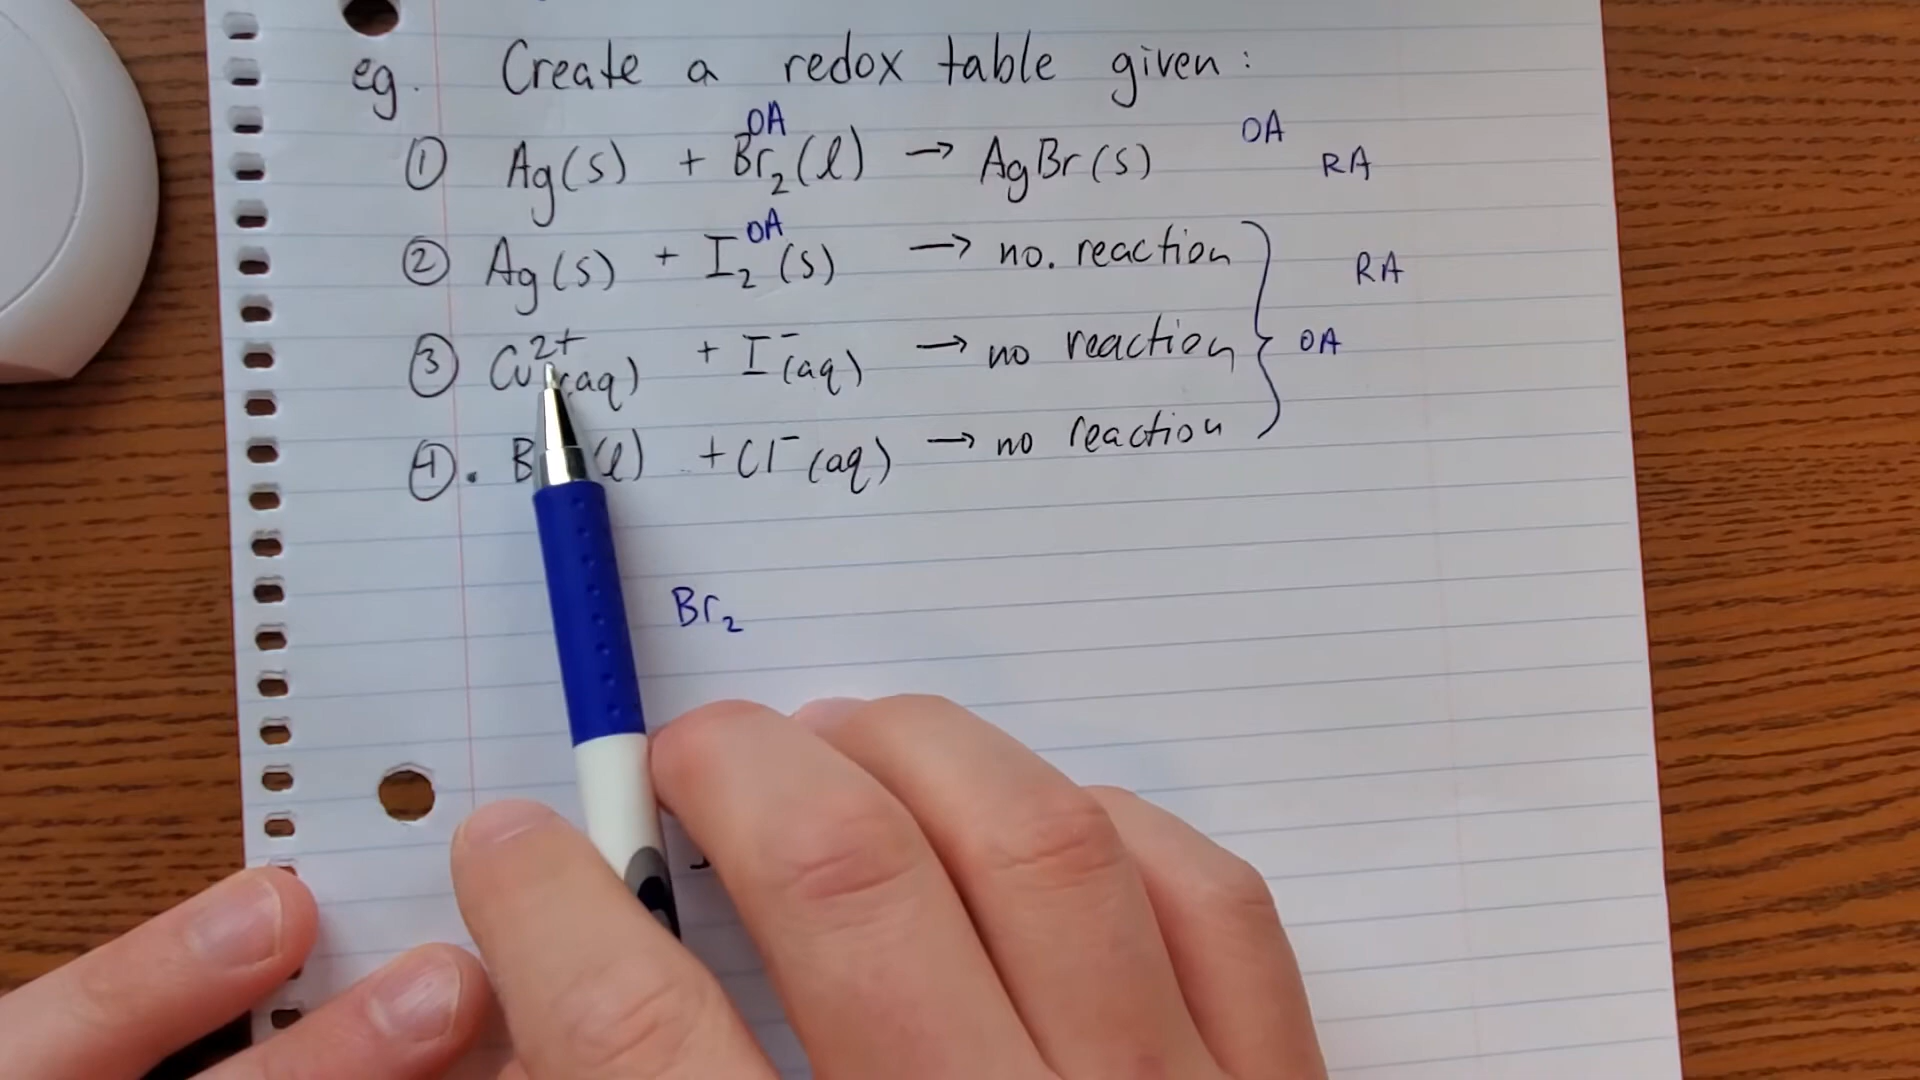 eg. Create a redox table given:
OA
① Ag(s) + Br₂(l) → AgBr(s) OA RA
OA
② Ag(s) + I₂(s) → no. reaction RA
③ Cu²⁺(aq) + I⁻(aq) → no reaction OA
④. B (l) + Cl⁻(aq) → no reaction
Br₂